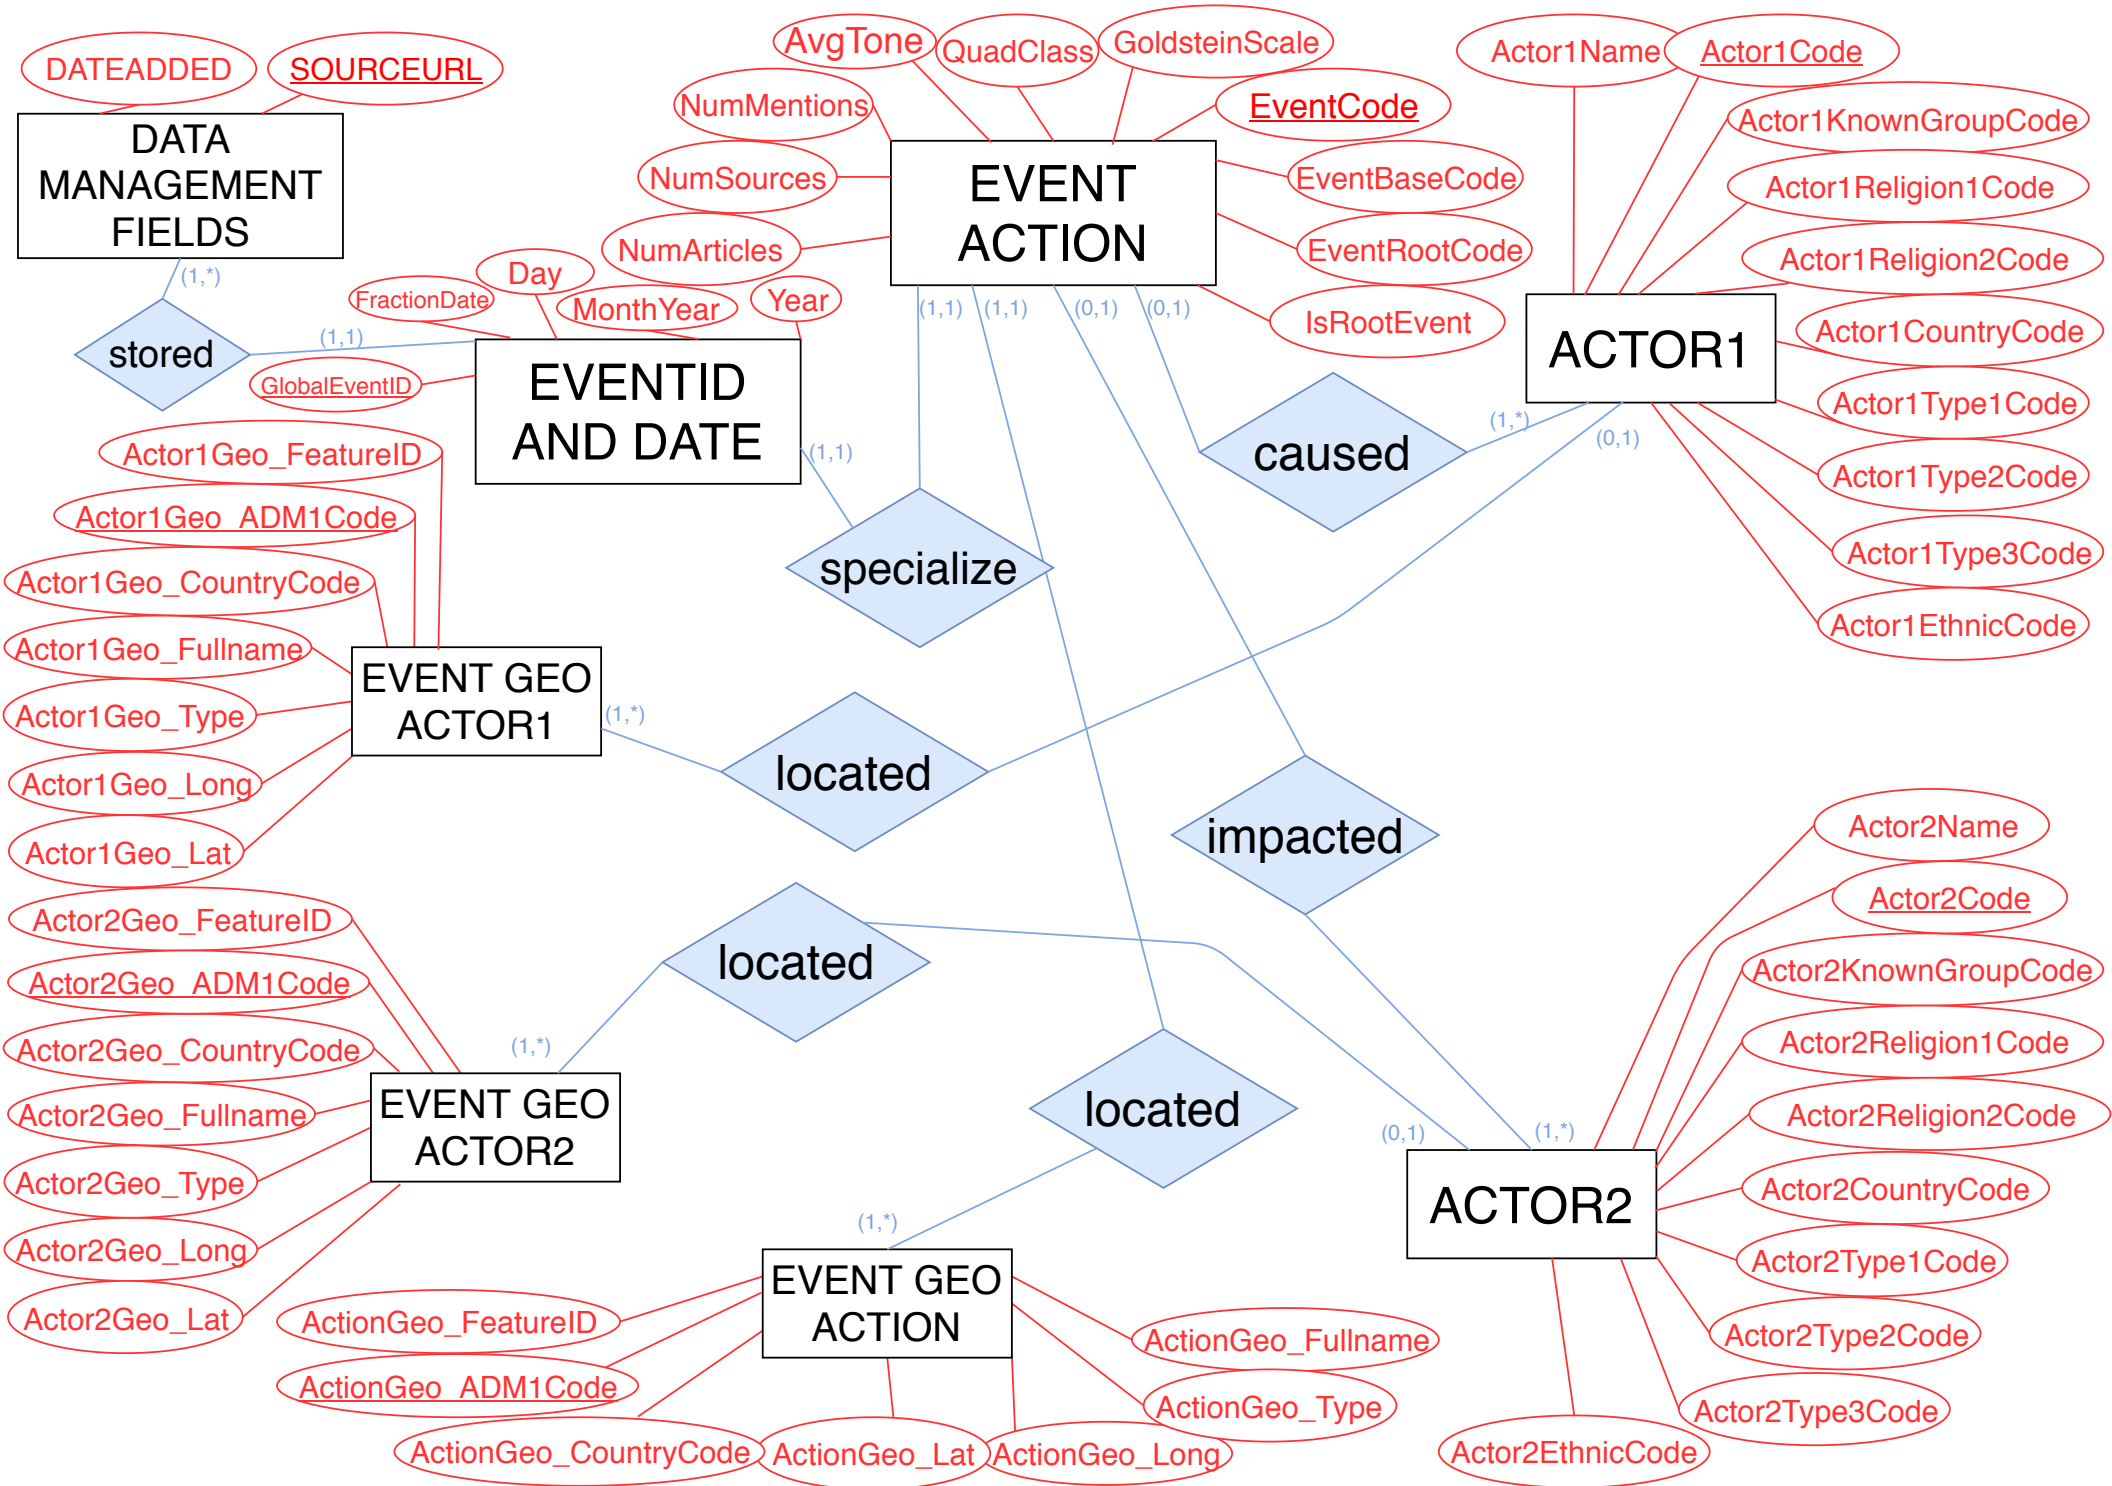 DATEADDED
SOURCEURL
DATA
MANAGEMENT
FIELDS
(1,*)
stored
(1,1)
AvgTone
QuadClass
GoldsteinScale
NumMentions
EventCode
NumSources
EventBaseCode
NumArticles
EventRootCode
IsRootEvent
EVENT
ACTION
(1,1)
(1,1)
(0,1)
(0,1)
FractionDate
Day
MonthYear
Year
GlobalEventID
EVENTID
AND DATE
(1,1)
specialize
caused
(1,*)
(0,1)
Actor1Name
Actor1Code
Actor1KnownGroupCode
Actor1Religion1Code
Actor1Religion2Code
Actor1CountryCode
Actor1Type1Code
Actor1Type2Code
Actor1Type3Code
Actor1EthnicCode
ACTOR1
Actor1Geo_FeatureID
Actor1Geo_ADM1Code
Actor1Geo_CountryCode
Actor1Geo_Fullname
Actor1Geo_Type
Actor1Geo_Long
Actor1Geo_Lat
EVENT GEO
ACTOR1
(1,*)
located
impacted
Actor2Geo_FeatureID
Actor2Geo_ADM1Code
Actor2Geo_CountryCode
Actor2Geo_Fullname
Actor2Geo_Type
Actor2Geo_Long
Actor2Geo_Lat
EVENT GEO
ACTOR2
(1,*)
located
located
(1,*)
EVENT GEO
ACTION
ActionGeo_FeatureID
ActionGeo_ADM1Code
ActionGeo_CountryCode
ActionGeo_Lat
ActionGeo_Long
ActionGeo_Type
ActionGeo_Fullname
(0,1)
(1,*)
ACTOR2
Actor2Name
Actor2Code
Actor2KnownGroupCode
Actor2Religion1Code
Actor2Religion2Code
Actor2CountryCode
Actor2Type1Code
Actor2Type2Code
Actor2Type3Code
Actor2EthnicCode